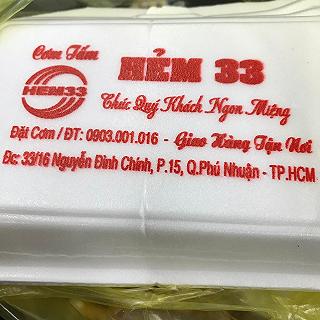 Cơm Tấm
HẺM 33
HEM33
Chúc Quý Khách Ngon Miệng
Đặt Cơm / ĐT: 0903.001.016 - Giao Hàng Tận Nơi
Đc: 33/16 Nguyễn Đình Chính, P.15, Q.Phú Nhuận - TP.HCM